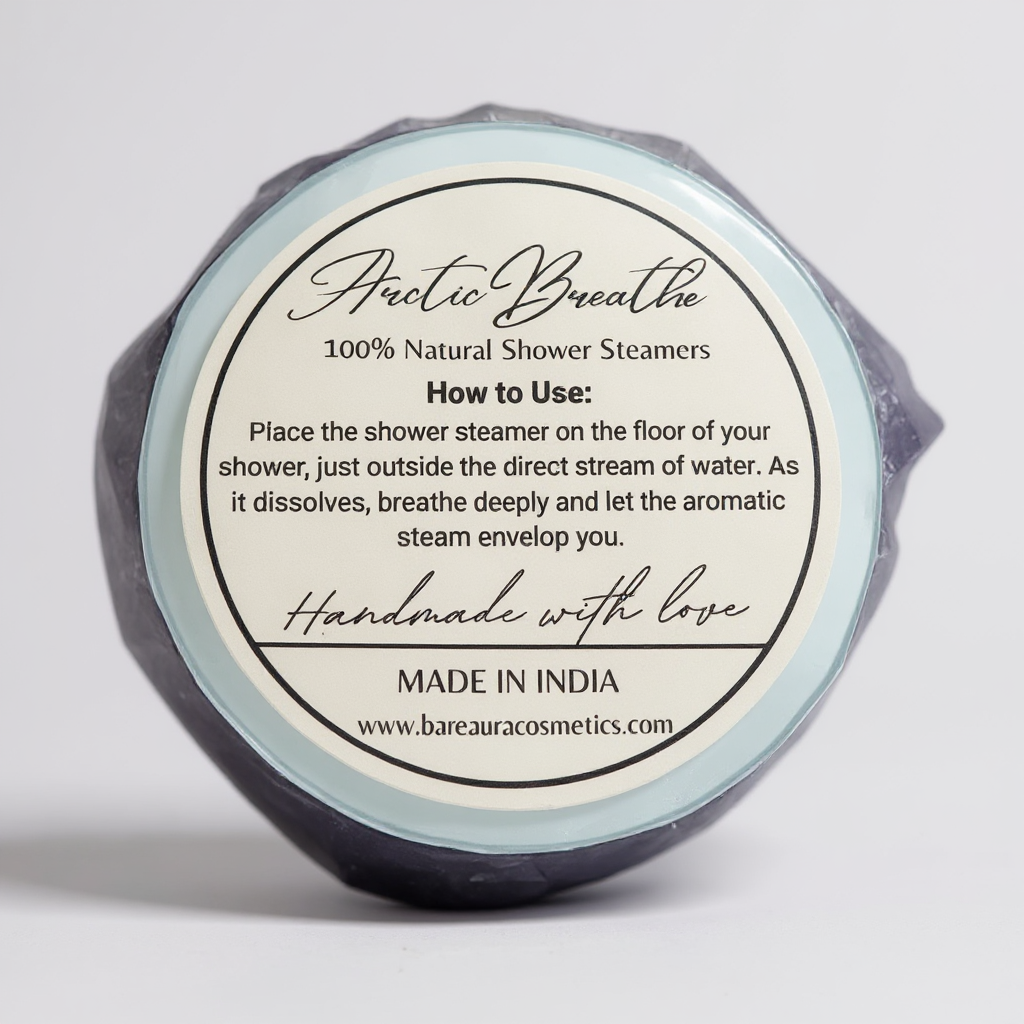 Arctic Breathe
100% Natural Shower Steamers
How to Use:
Place the shower steamer on the floor of your
shower, just outside the direct stream of water. As
it dissolves, breathe deeply and let the aromatic
steam envelop you.
Handmade with love
MADE IN INDIA
www.bareauracosmetics.com